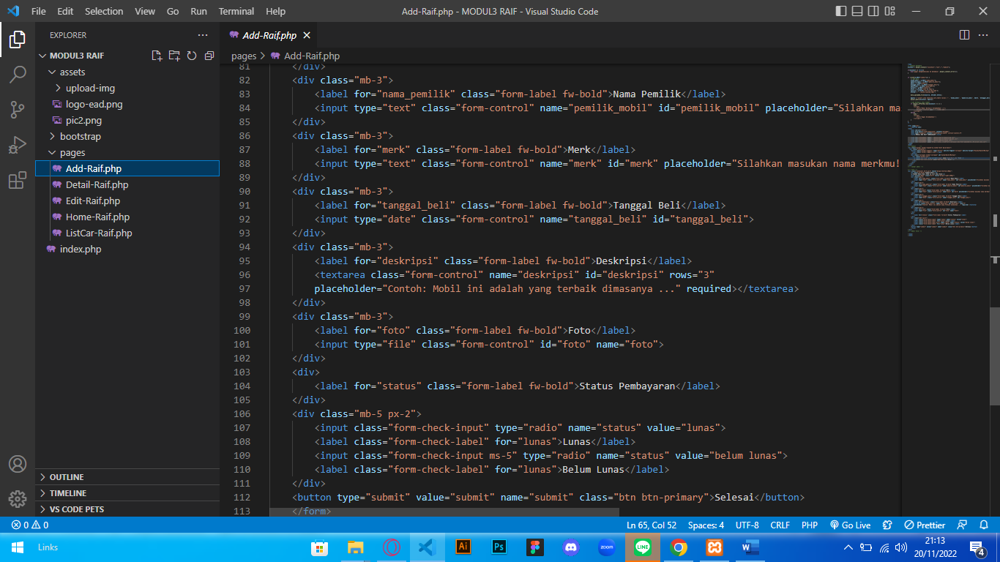 File Edit Selection View Go Run Terminal Help
Add-Raif.php - MODUL3 RAIF - Visual Studio Code
EXPLORER
MODUL3 RAIF
assets
upload-img
logo-ead.png
pic2.png
bootstrap
pages
Add-Raif.php
Detail-Raif.php
Edit-Raif.php
Home-Raif.php
ListCar-Raif.php
index.php
OUTLINE
TIMELINE
VS CODE PETS
Add-Raif.php
pages > Add-Raif.php
81 </div>
82 <div class="mb-3">
83 <label for="nama_pemilik" class="form-label fw-bold">Nama Pemilik</label>
84 <input type="text" class="form-control" name="pemilik_mobil" id="pemilik_mobil" placeholder="Silahkan ma
85 </div>
86 <div class="mb-3">
87 <label for="merk" class="form-label fw-bold">Merk</label>
88 <input type="text" class="form-control" name="merk" id="merk" placeholder="Silahkan masukan nama merkmu!
89 </div>
90 <div class="mb-3">
91 <label for="tanggal_beli" class="form-label fw-bold">Tanggal Beli</label>
92 <input type="date" class="form-control" name="tanggal_beli" id="tanggal_beli">
93 </div>
94 <div class="mb-3">
95 <label for="deskripsi" class="form-label fw-bold">Deskripsi</label>
96 <textarea class="form-control" name="deskripsi" id="deskripsi" rows="3"
97 placeholder="Contoh: Mobil ini adalah yang terbaik dimasanya ..." required></textarea>
98 </div>
99 <div class="mb-3">
100 <label for="foto" class="form-label fw-bold">Foto</label>
101 <input type="file" class="form-control" id="foto" name="foto">
102 </div>
103 <div>
104 <label for="status" class="form-label fw-bold">Status Pembayaran</label>
105 </div>
106 <div class="mb-5 px-2">
107 <input class="form-check-input" type="radio" name="status" value="lunas">
108 <label class="form-check-label" for="lunas">Lunas</label>
109 <input class="form-check-input ms-5" type="radio" name="status" value="belum lunas">
110 <label class="form-check-label" for="lunas">Belum Lunas</label>
111 </div>
112 <button type="submit" value="submit" name="submit" class="btn btn-primary">Selesai</button>
113 </form>
0 0
Ln 65, Col 52 Spaces: 4 UTF-8 CRLF PHP Go Live Prettier
Links
Ai
Ps
zoom
LINE
W
21:13
20/11/2022
4